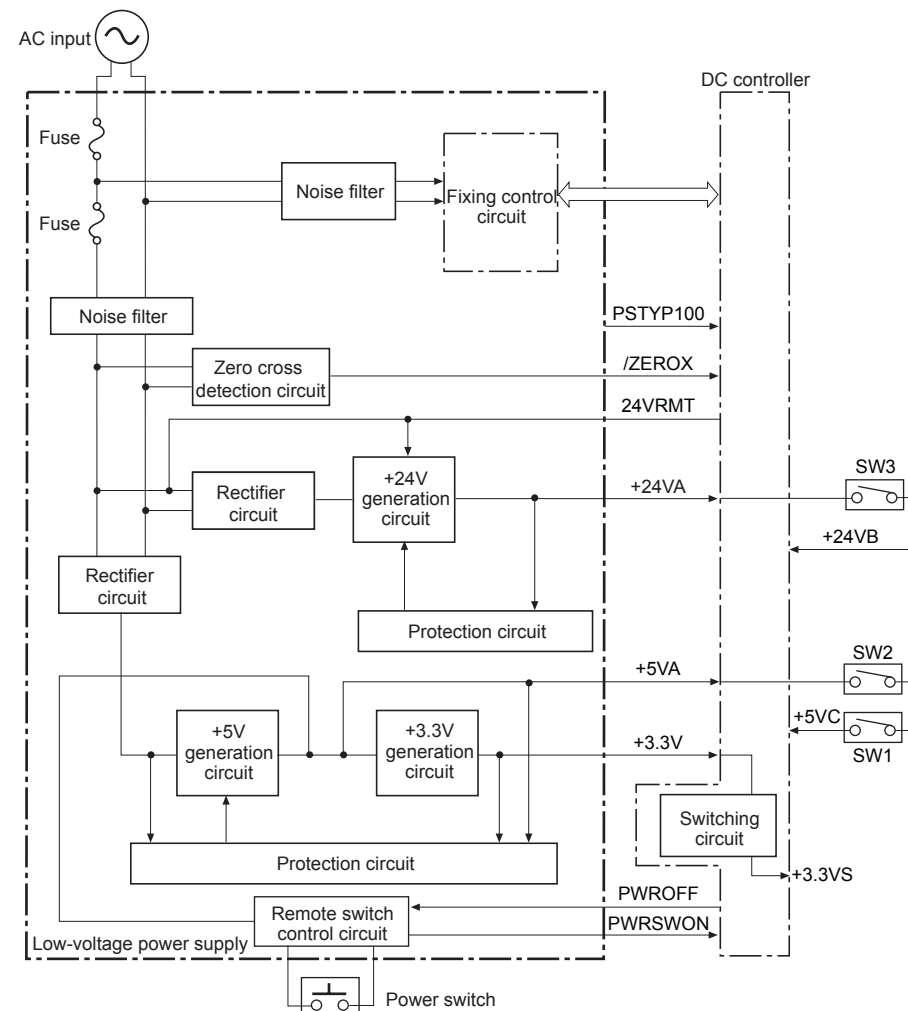 AC input
DC controller
Fuse
Noise filter
Fixing control
circuit
Fuse
Noise filter
PSTYP100
Zero cross
detection circuit
/ZEROX
24VRMT
+24V
generation
circuit
Rectifier
circuit
+24VA
SW3
+24VB
Rectifier
circuit
Protection circuit
+5VA
SW2
+5V
generation
circuit
+3.3V
generation
circuit
+3.3V
+5VC
SW1
Switching
circuit
Protection circuit
+3.3VS
PWROFF
Remote switch
control circuit
PWRSWON
Low-voltage power supply
Power switch